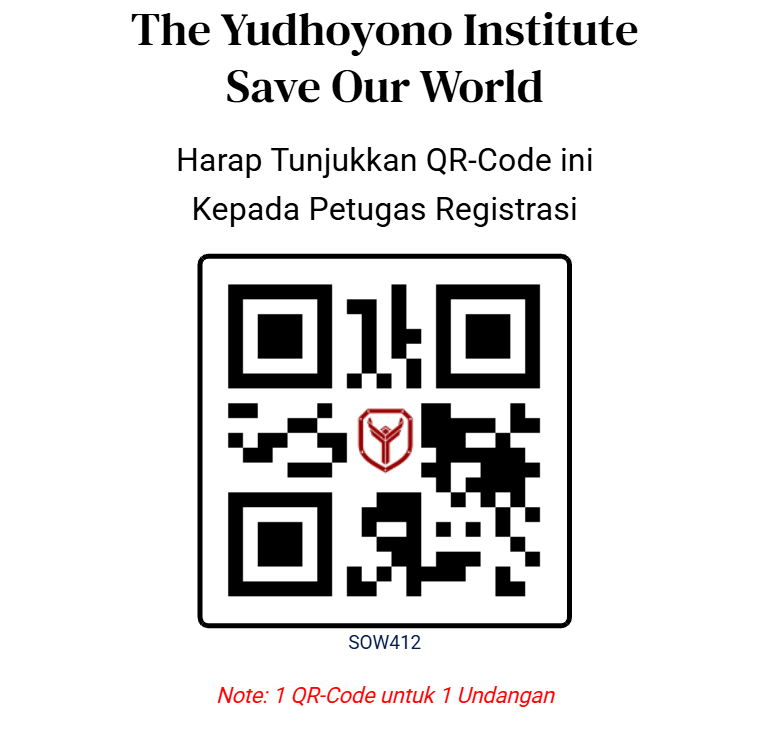 The Yudhoyono Institute
Save Our World
Harap Tunjukkan QR-Code ini
Kepada Petugas Registrasi
SOW412
Note: 1 QR-Code untuk 1 Undangan